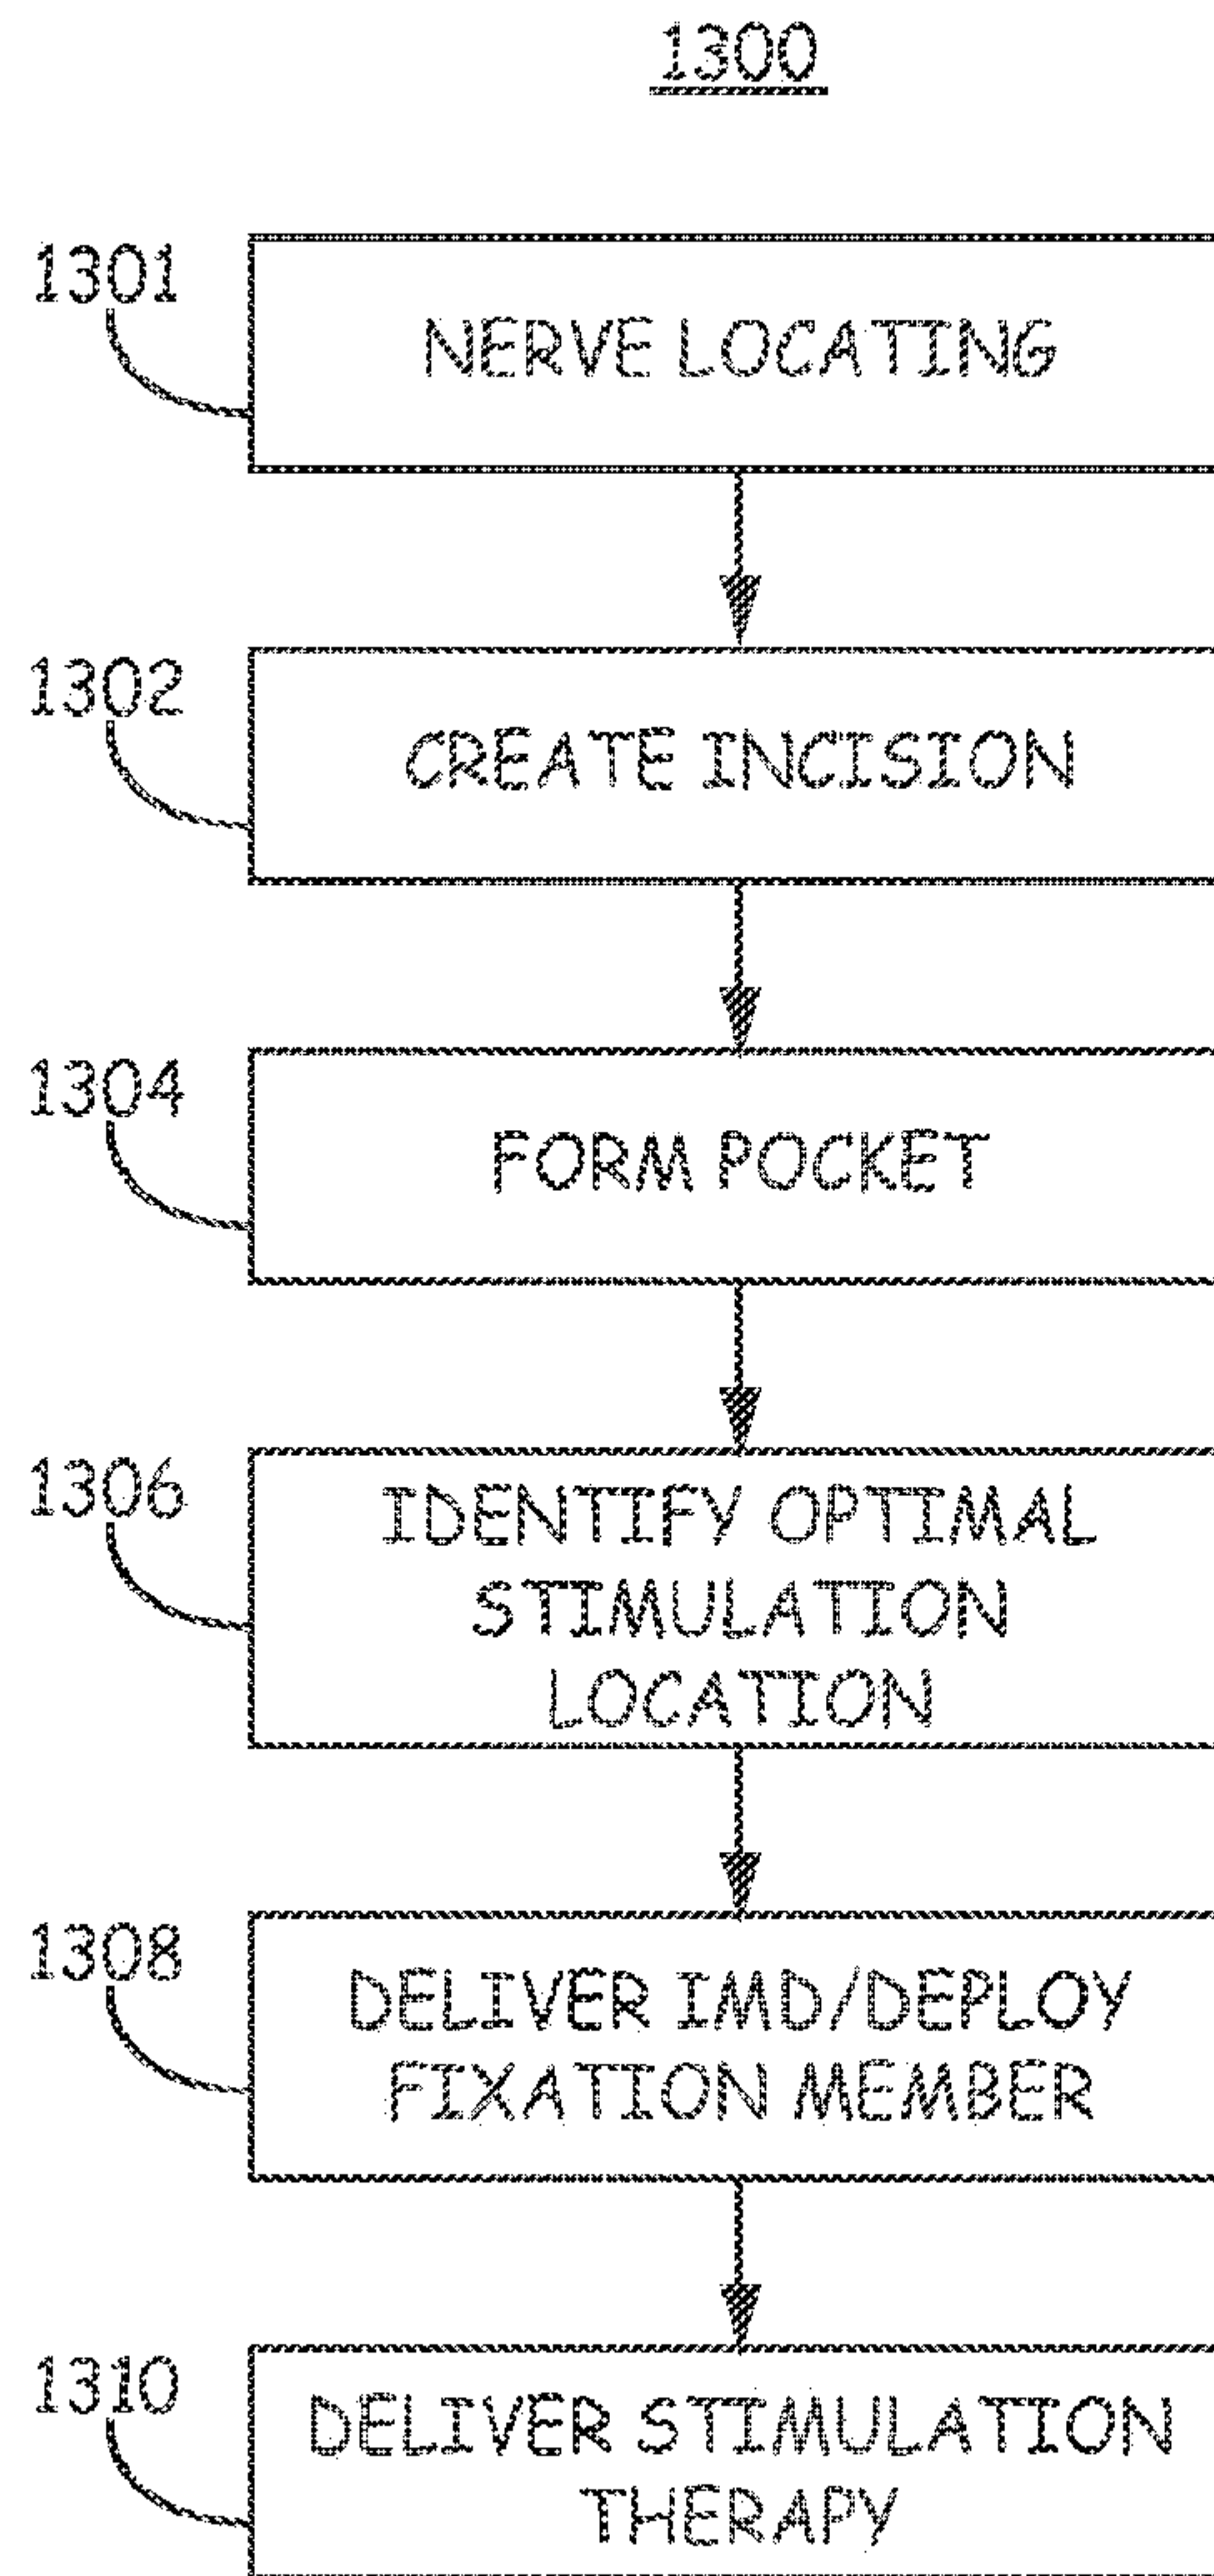 1300
1301
NERVE LOCATING
1302
CREATE INCISION
1304
FORM POCKET
1306
IDENTIFY OPTIMAL
STIMULATION
LOCATION
1308
DELIVER IMD/DEPLOY
FIXATION MEMBER
1310
DELIVER STIMULATION
THERAPY